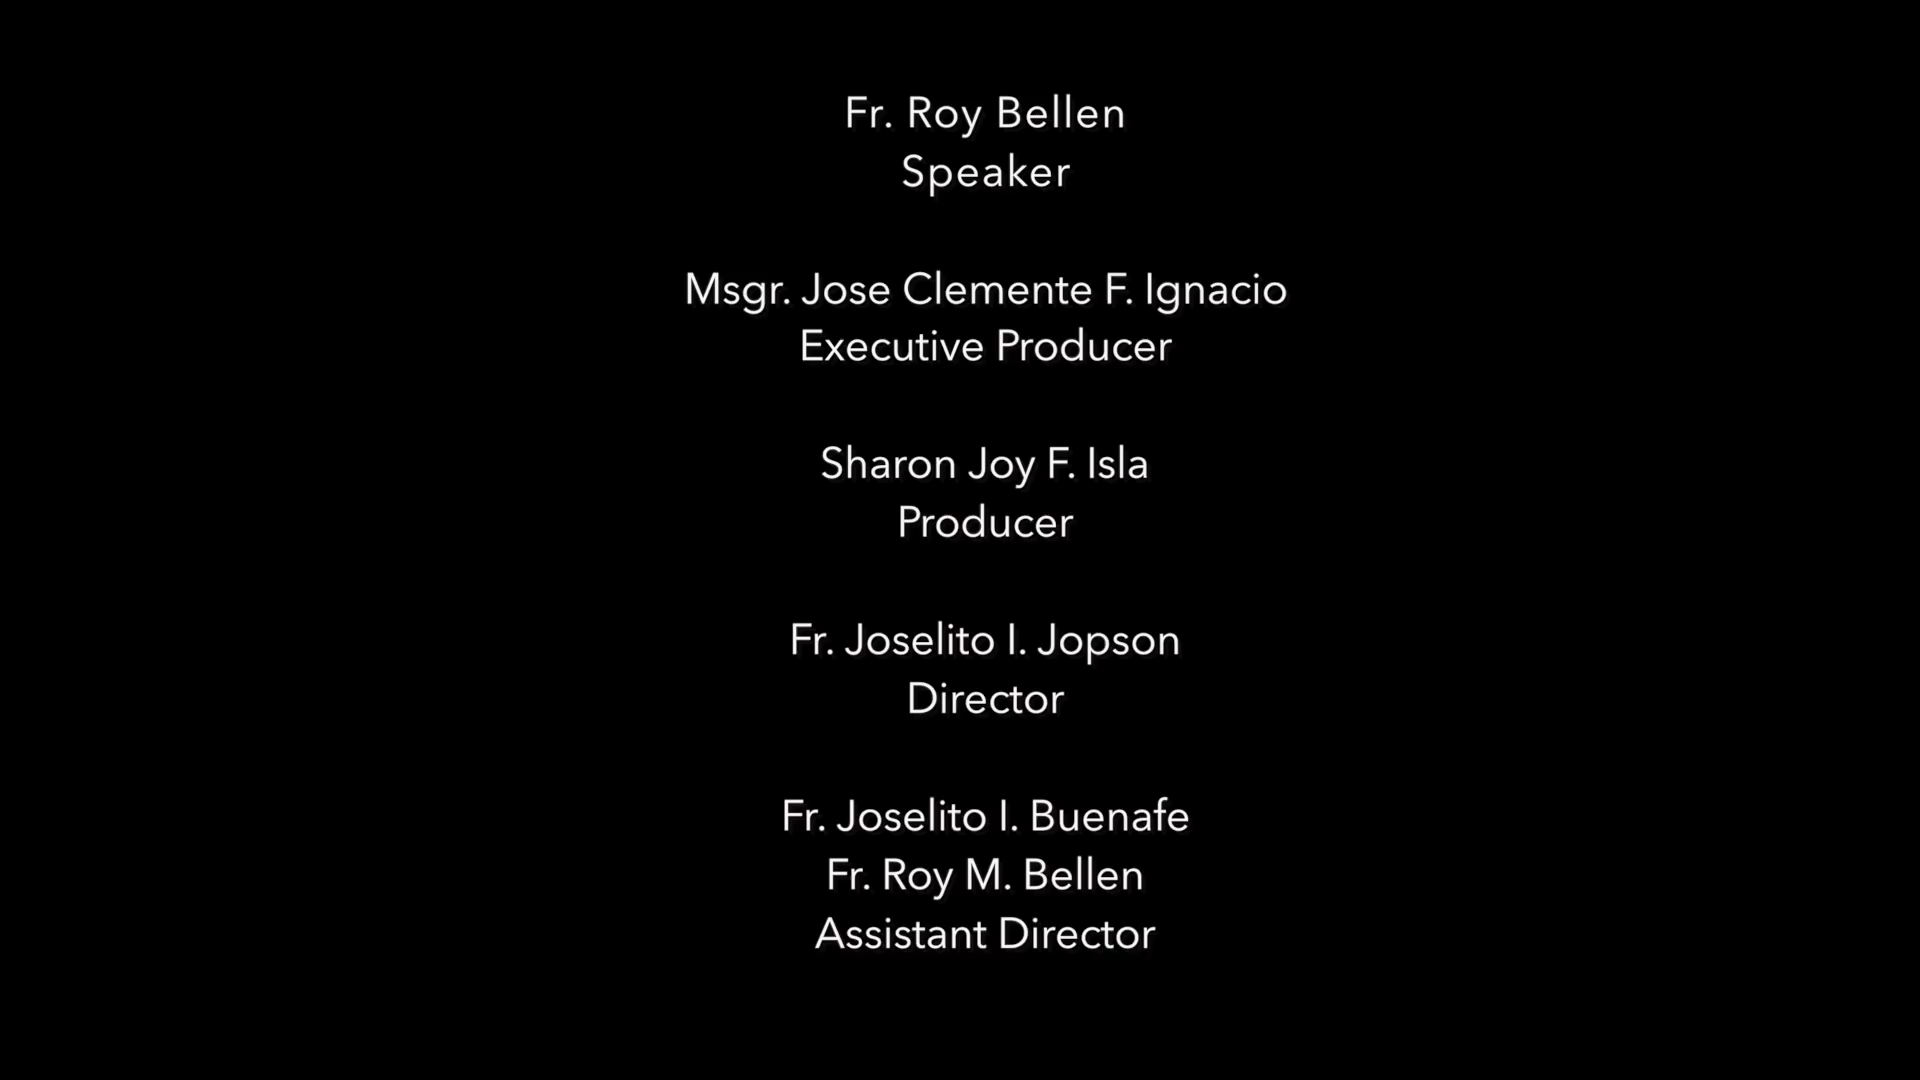 Fr. Roy Bellen
Speaker
Msgr. Jose Clemente F. Ignacio
Executive Producer
Sharon Joy F. Isla
Producer
Fr. Joselito I. Jopson
Director
Fr. Joselito I. Buenafe
Fr. Roy M. Bellen
Assistant Director